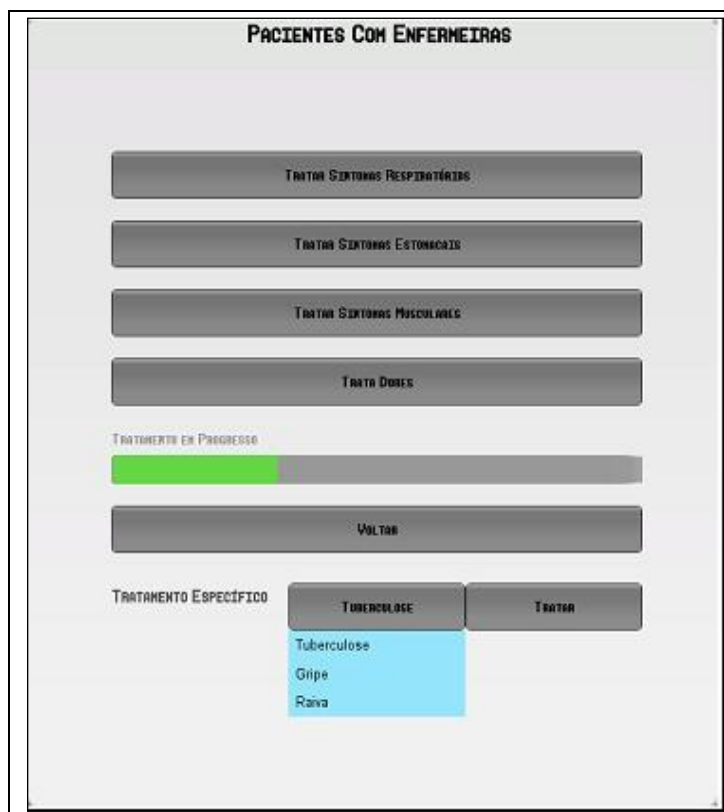 Pacientes Com Enfermeiras
Tratar Sintomas Respiratórios
Tratar Sintomas Estomacais
Tratar Sintomas Musculares
Trata Dores
Tratamento em Progresso
Voltar
Tratamento Específico
Tuberculose
Tratar
Tuberculose
Gripe
Raiva